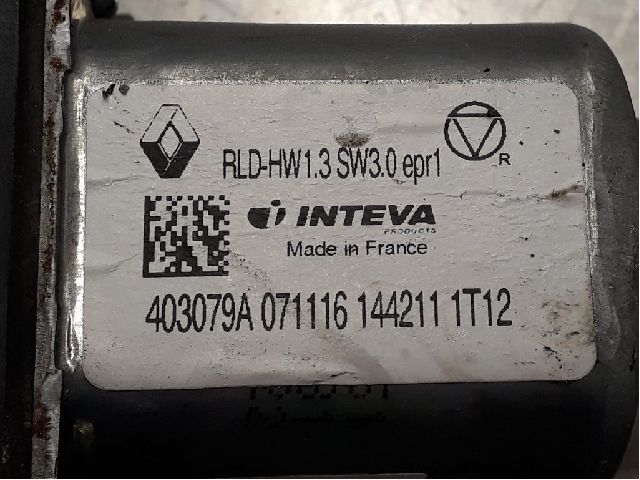 RLD-HW1.3 SW3.0 epr1
R
INTEVA
PRODUCTS
Made in France
403079A 071116 144211 1T12